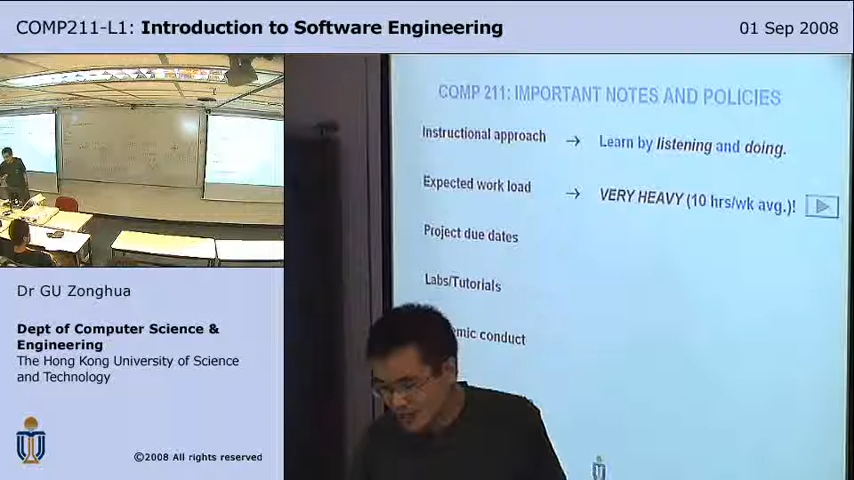 COMP211-L1: Introduction to Software Engineering
01 Sep 2008
COMP 211: IMPORTANT NOTES AND POLICIES
Instructional approach → Learn by listening and doing.
Expected work load → VERY HEAVY (10 hrs/wk avg.)!
Project due dates
Labs/Tutorials
emic conduct
Dr GU Zonghua
Dept of Computer Science &
Engineering
The Hong Kong University of Science
and Technology
©2008 All rights reserved